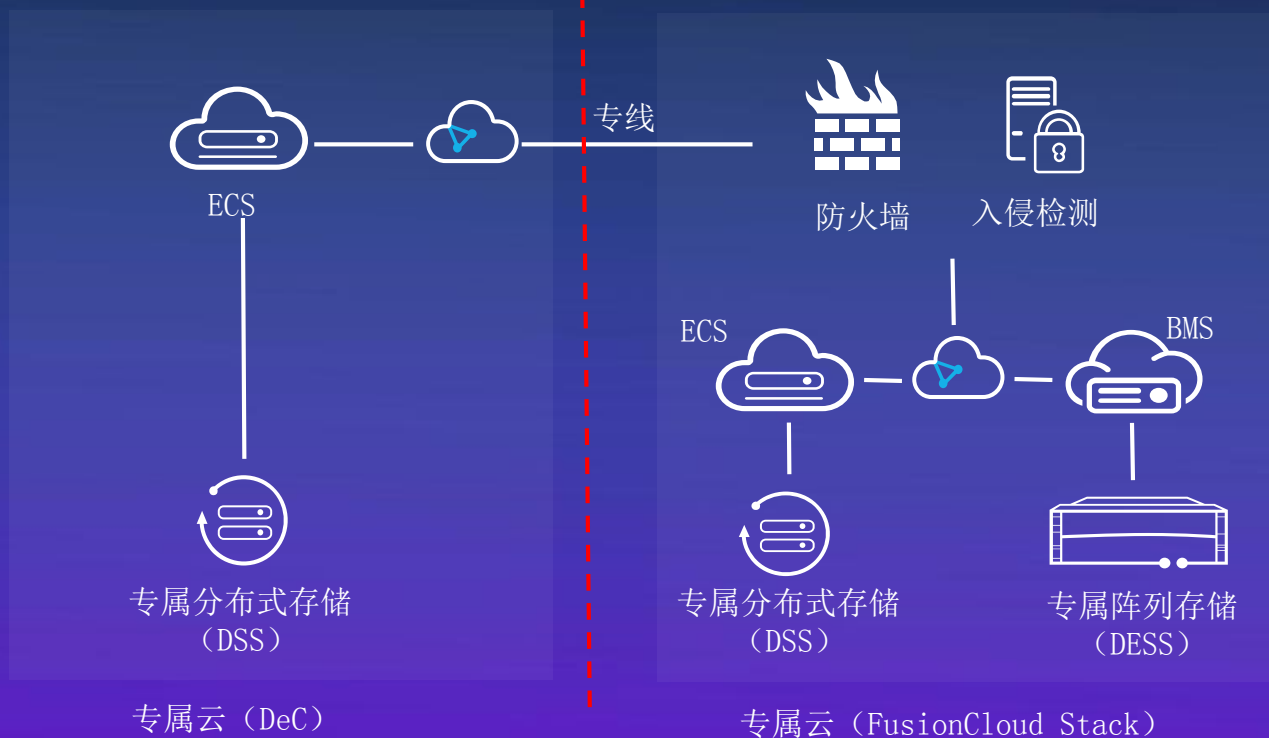 ECS
专属分布式存储
（DSS）
专属云（DeC）
专线
防火墙
入侵检测
ECS
BMS
专属分布式存储
（DSS）
专属阵列存储
（DESS）
专属云（FusionCloud Stack）